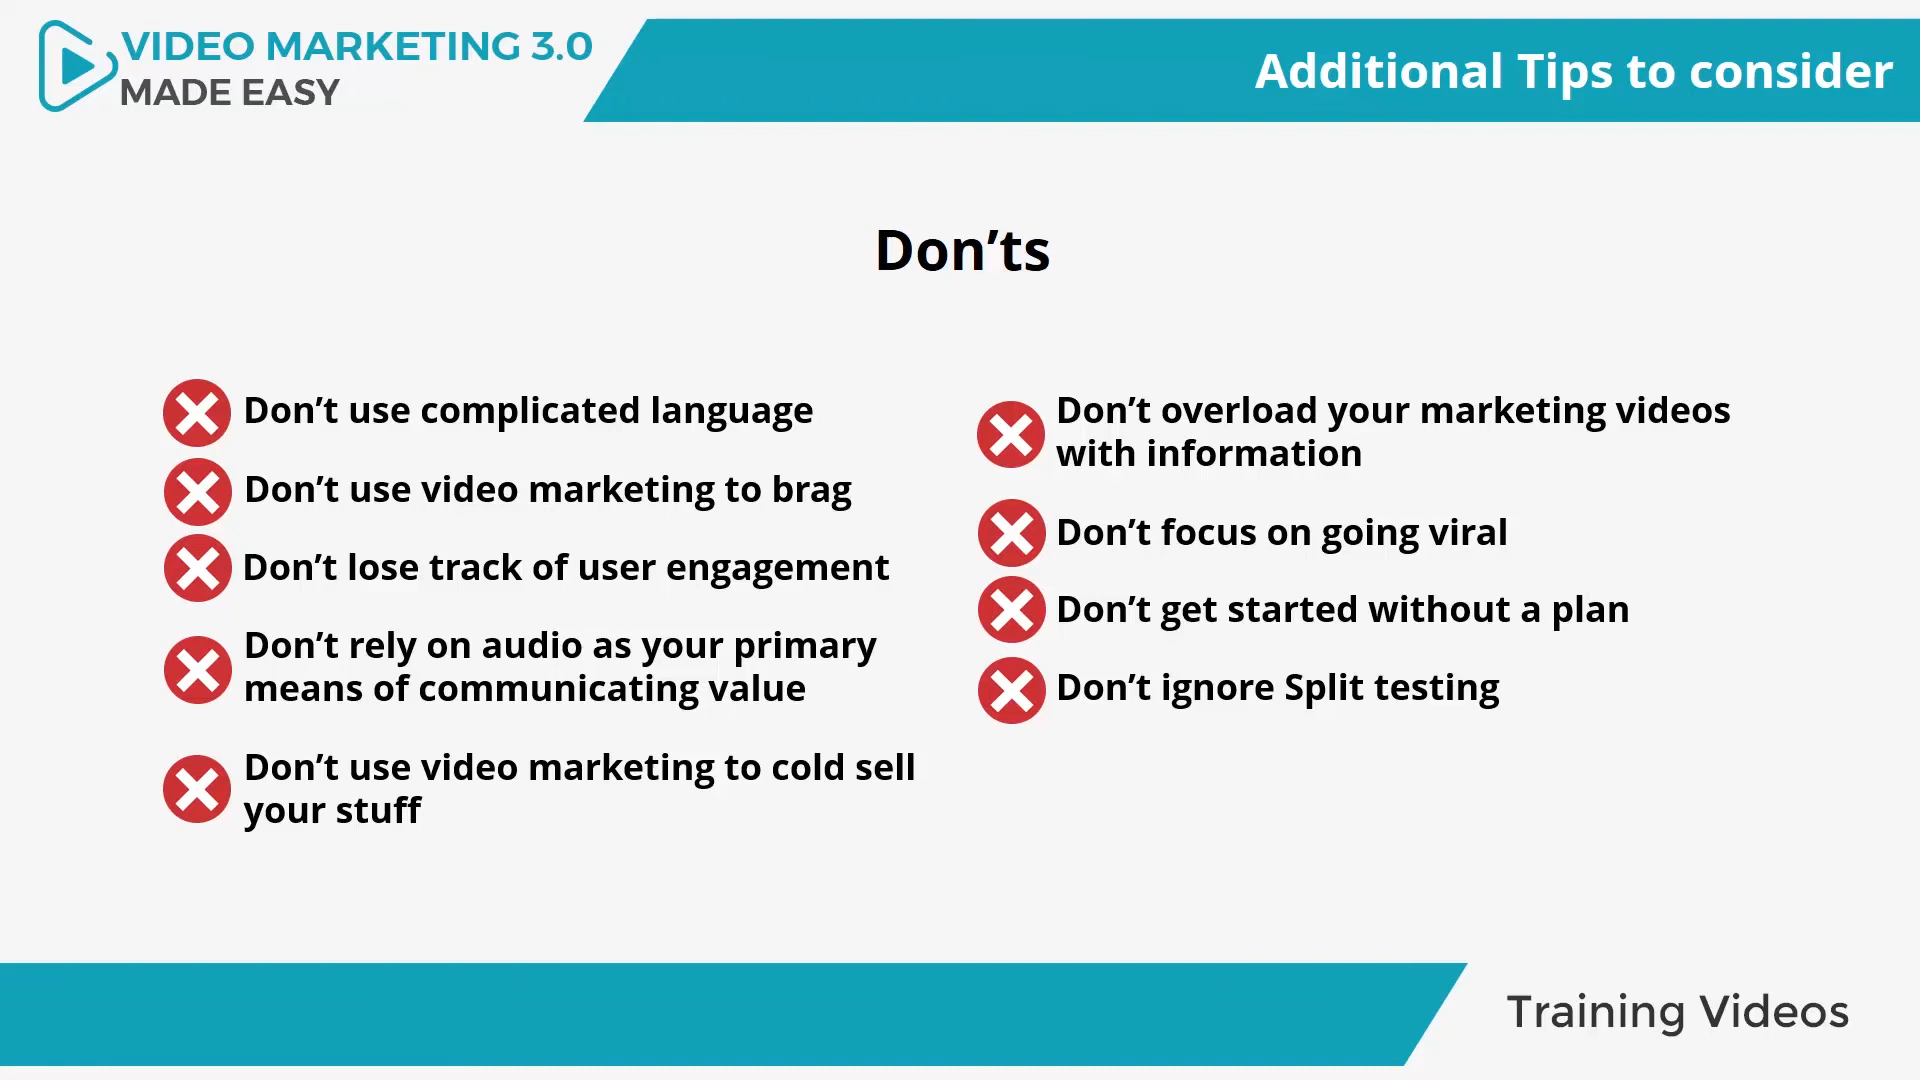 VIDEO MARKETING 3.0
MADE EASY
Additional Tips to consider
Don’ts
Don’t use complicated language
Don’t use video marketing to brag
Don’t lose track of user engagement
Don’t rely on audio as your primary
means of communicating value
Don’t use video marketing to cold sell
your stuff
Don’t overload your marketing videos
with information
Don’t focus on going viral
Don’t get started without a plan
Don’t ignore Split testing
Training Videos